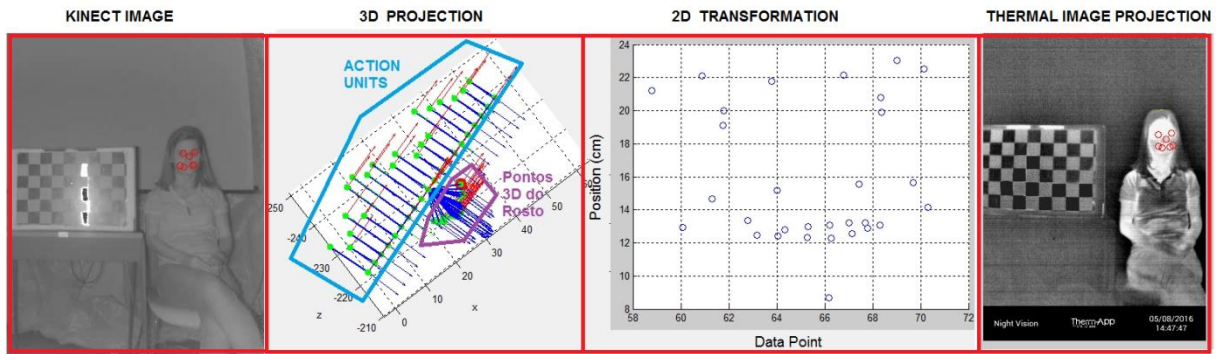 KINECT IMAGE
3D PROJECTION
2D TRANSFORMATION
THERMAL IMAGE PROJECTION
ACTION
UNITS
Pontos
3D do
Rosto
250
-240
-230
-220
-210
z
0
10
20
30
40
50
x
Position (cm)
24
22
20
18
16
14
12
10
8
58
60
62
64
66
68
70
72
Data Point
Night Vision
Therm-App
05/08/2016
14:47:47